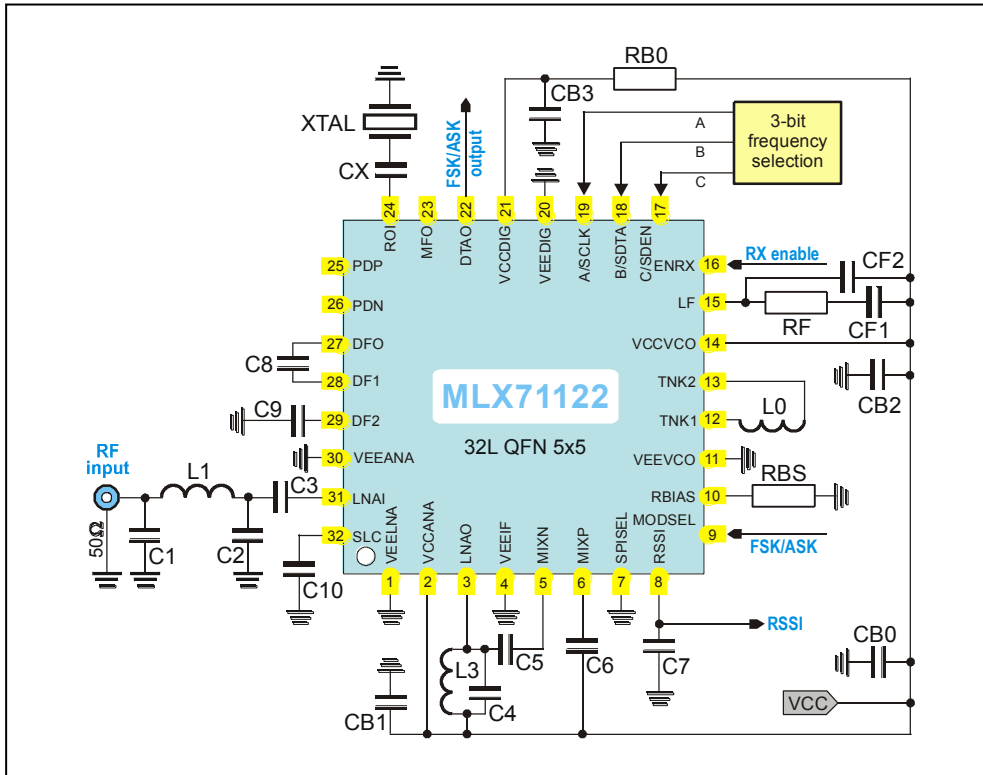 RB0
CB3
XTAL
CX
FSK/ASK
output
A
B
C
3-bit
frequency
selection
24
23
22
21
20
19
18
17
ROI
MFO
DTAO
VCCDIG
VEEDIG
A/SCLK
B/SDTA
C/SDEN
25
PDP
26
PDN
27
DFO
28
DF1
29
DF2
30
VEEANA
31
LNAI
32
SLC
C8
C9
ENRX
16
RX enable
LF
15
CF2
RF
CF1
VCCVCO
14
TNK2
13
CB2
TNK1
12
L0
VEEVCO
11
RBIAS
10
RBS
MODSEL
9
FSK/ASK
MLX71122
32L QFN 5x5
RF
input
50Ω
L1
C3
C1
C2
C10
VEELNA
VCCANA
LNAO
VEEIF
MIXN
MIXP
SPISEL
RSSI
1
2
3
4
5
6
7
8
RSSI
CB1
L3
C4
C5
C6
C7
CB0
VCC